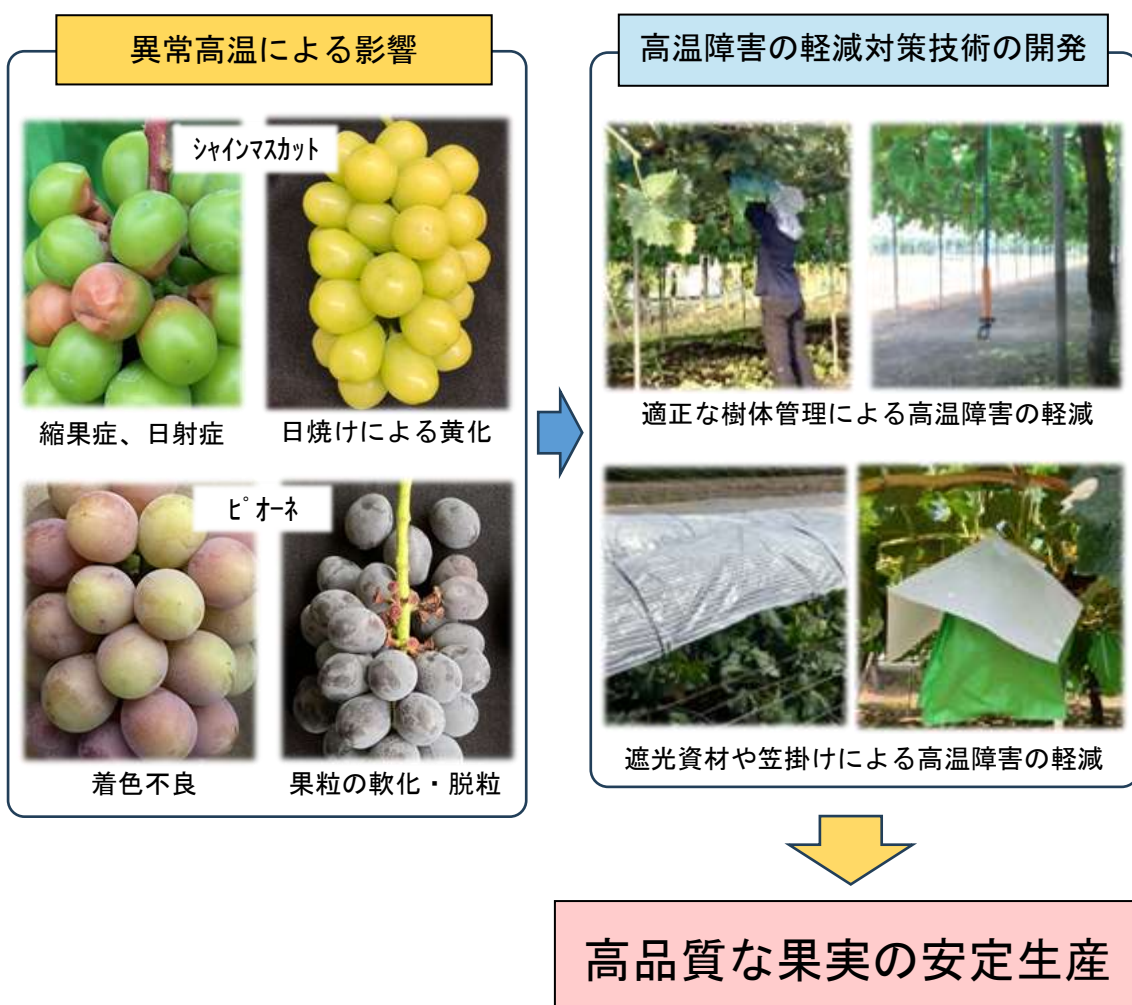 異常高温による影響
ｼｬｲﾝﾏｽｶｯﾄ
縮果症、日射症
日焼けによる黄化
ﾋﾟｵｰﾈ
着色不良
果粒の軟化・脱粒
高温障害の軽減対策技術の開発
適正な樹体管理による高温障害の軽減
遮光資材や笠掛けによる高温障害の軽減
高品質な果実の安定生産